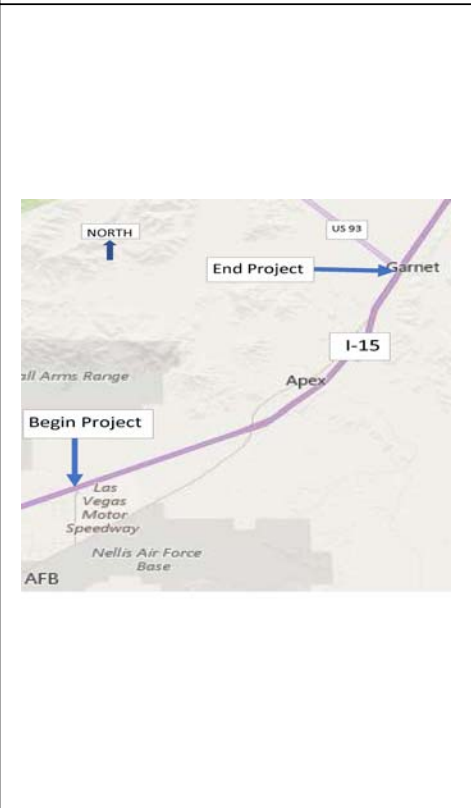 NORTH
US 93
End Project
Garnet
I-15
all Arms Range
Apex
Begin Project
Las
Vegas
Motor
Speedway
Nellis Air Force
Base
AFB